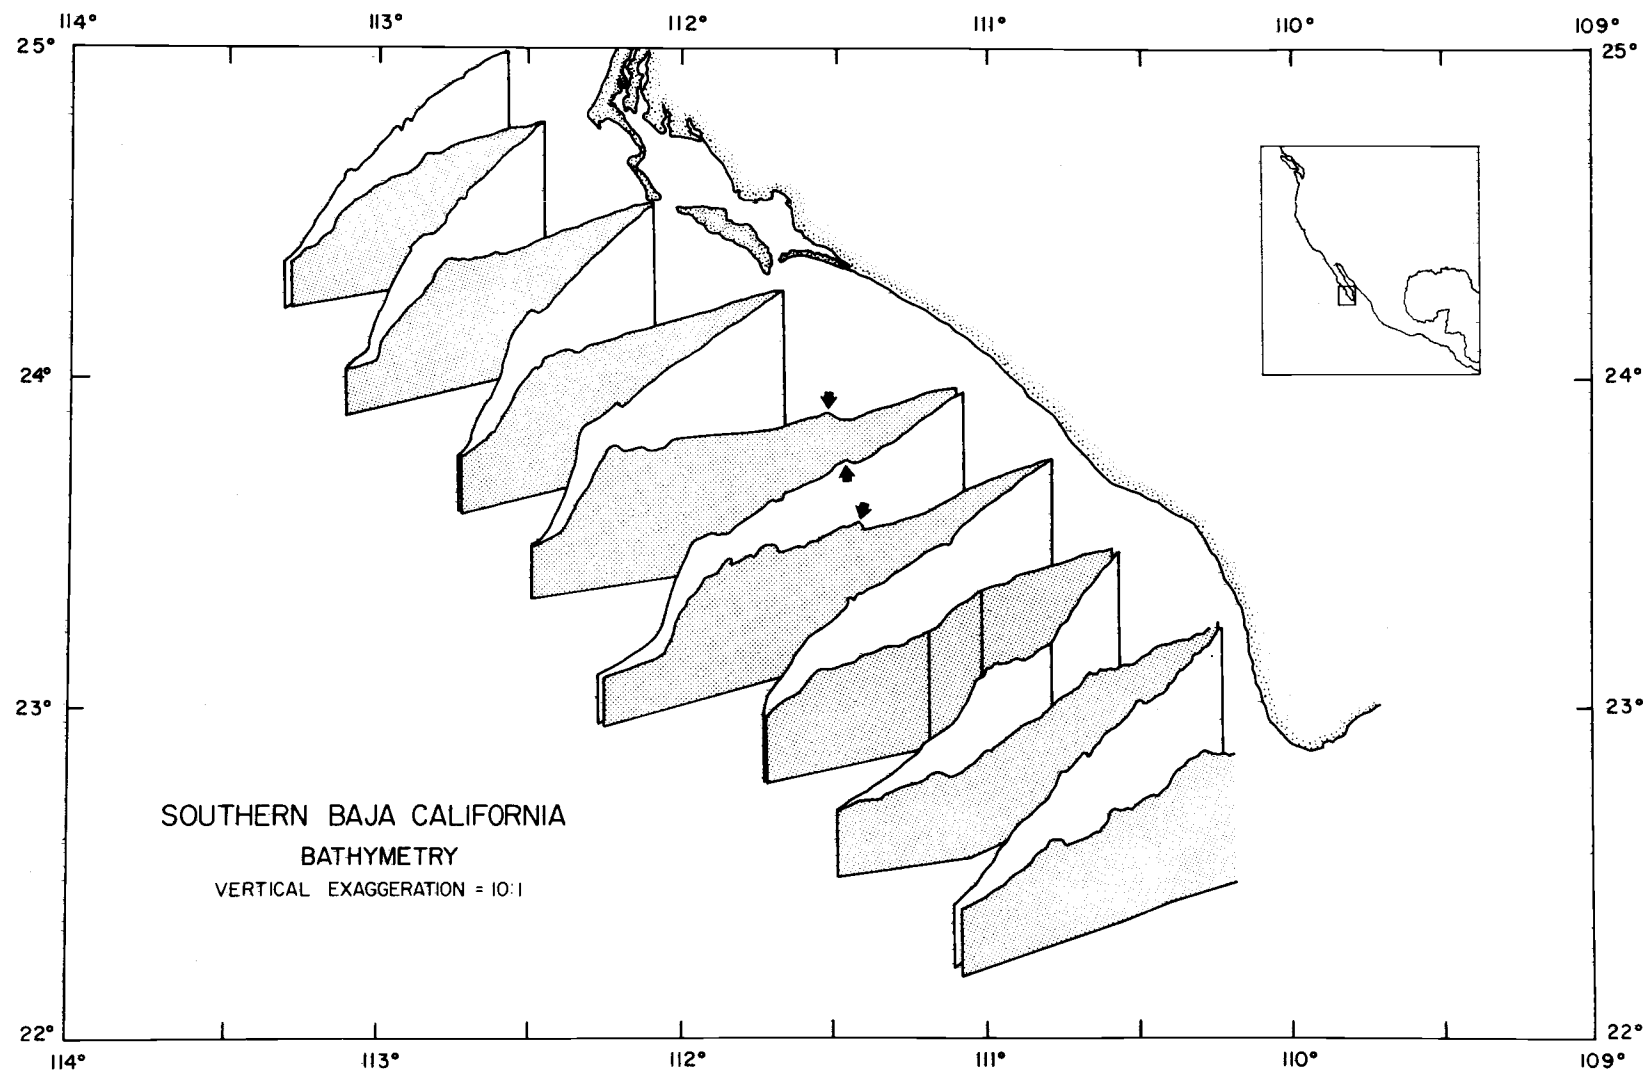 114° 113° 112° 111° 110° 109°
25° 25°
24° 24°
23° 23°
SOUTHERN BAJA CALIFORNIA
BATHYMETRY
VERTICAL EXAGGERATION = 10:1
22° 22°
114° 113° 112° 111° 110° 109°